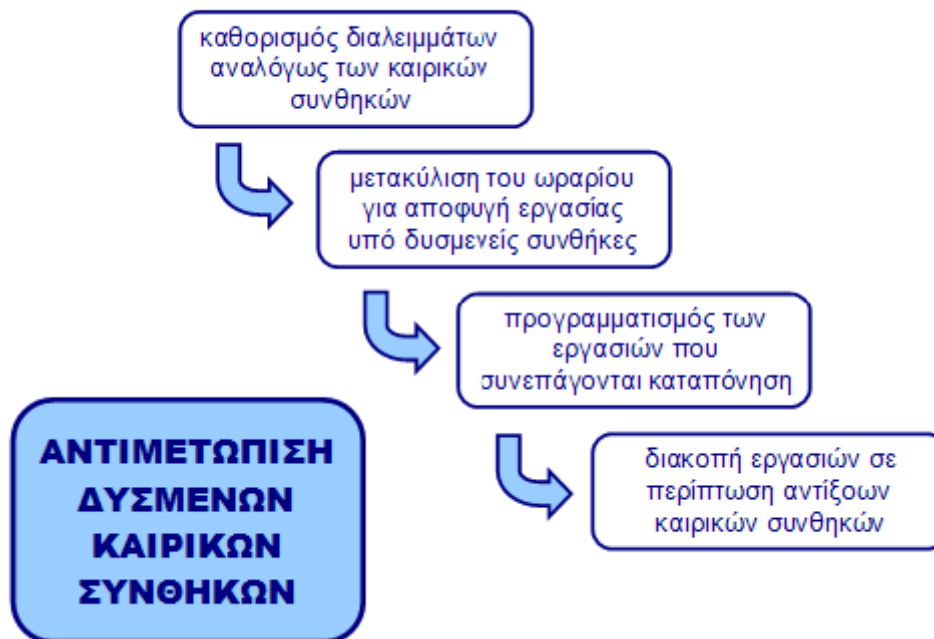 καθορισμός διαλειμμάτων
αναλόγως των καιρικών
συνθηκών
μετακύλιση του ωραρίου
για αποφυγή εργασίας
υπό δυσμενείς συνθήκες
προγραμματισμός των
εργασιών που
συνεπάγονται καταπόνηση
διακοπή εργασιών σε
περίπτωση αντίξοων
καιρικών συνθηκών
ΑΝΤΙΜΕΤΩΠΙΣΗ
ΔΥΣΜΕΝΩΝ
ΚΑΙΡΙΚΩΝ
ΣΥΝΘΗΚΩΝ